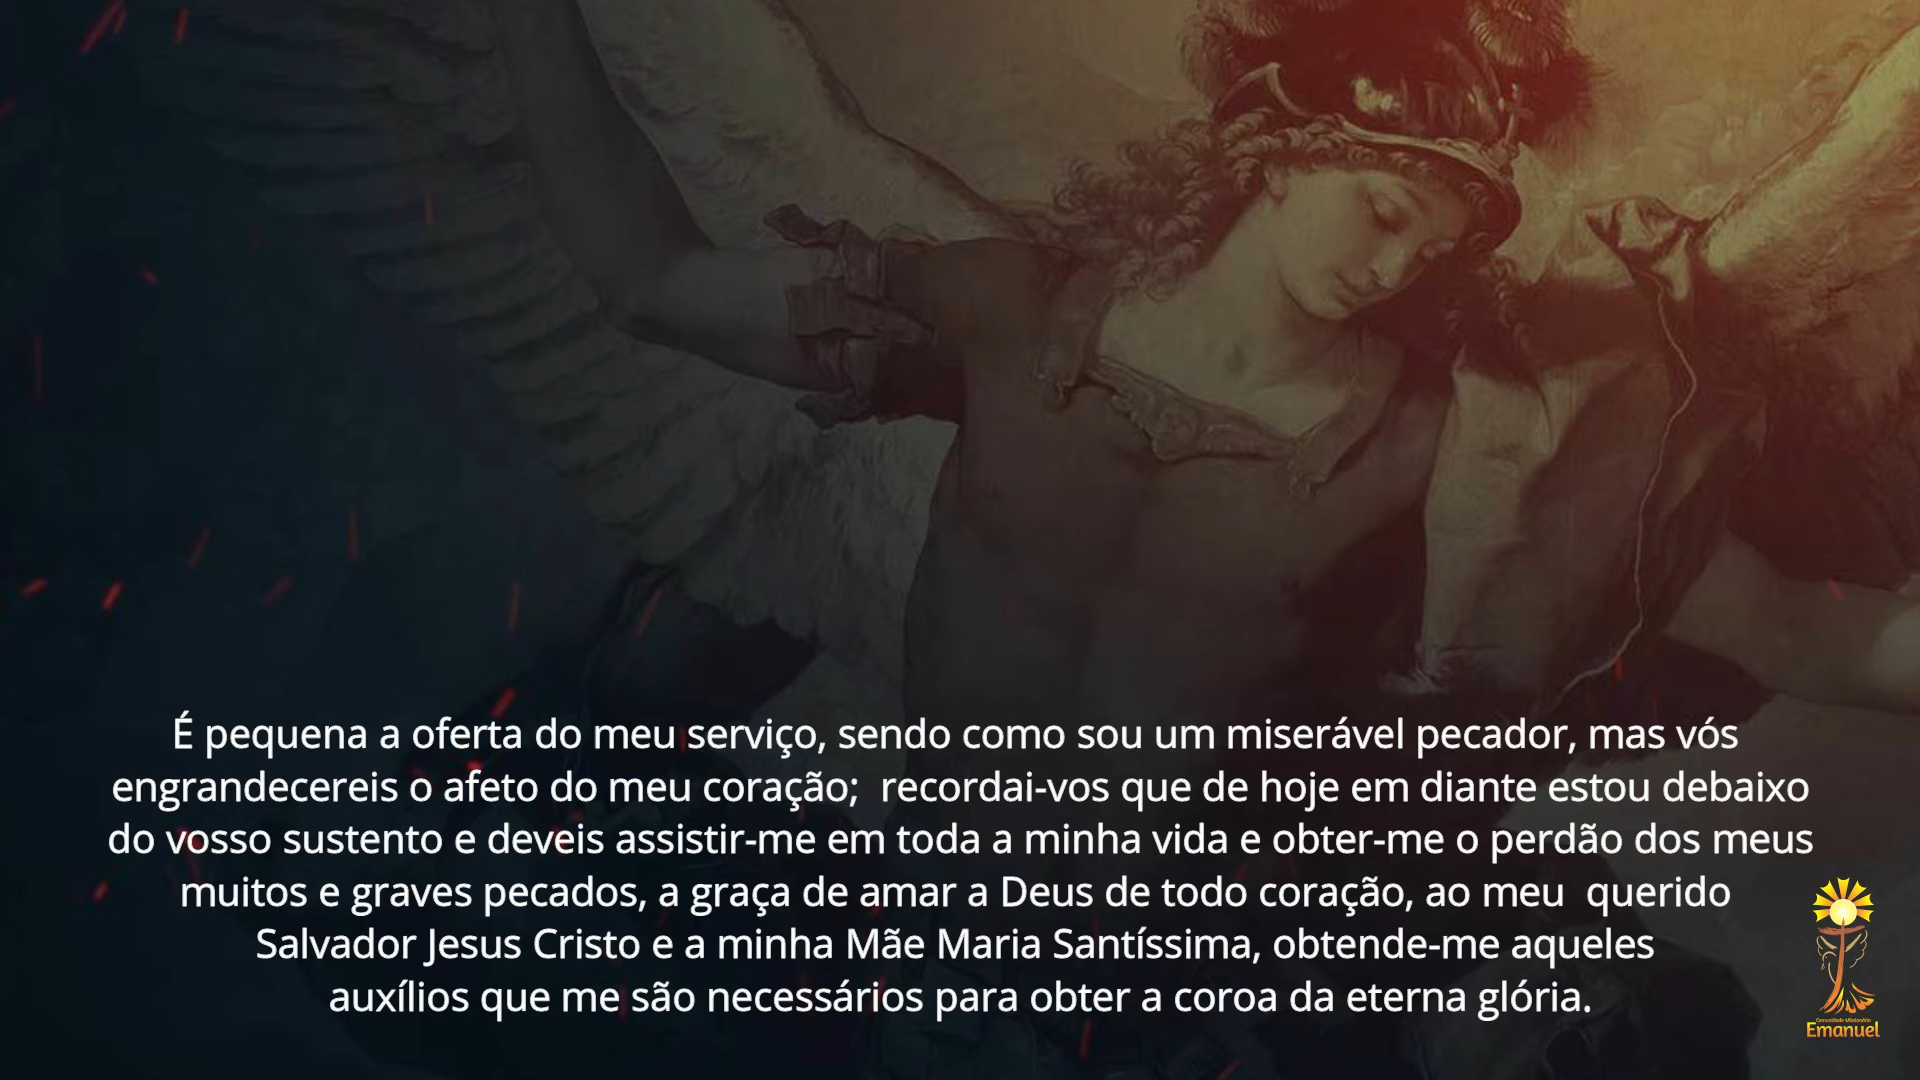 É pequena a oferta do meu serviço, sendo como sou um miserável pecador, mas vós
engrandecereis o afeto do meu coração;  recordai-vos que de hoje em diante estou debaixo
do vosso sustento e deveis assistir-me em toda a minha vida e obter-me o perdão dos meus
muitos e graves pecados, a graça de amar a Deus de todo coração, ao meu  querido
Salvador Jesus Cristo e a minha Mãe Maria Santíssima, obtende-me aqueles
auxílios que me são necessários para obter a coroa da eterna glória.
Comunidade Missionária
Emanuel